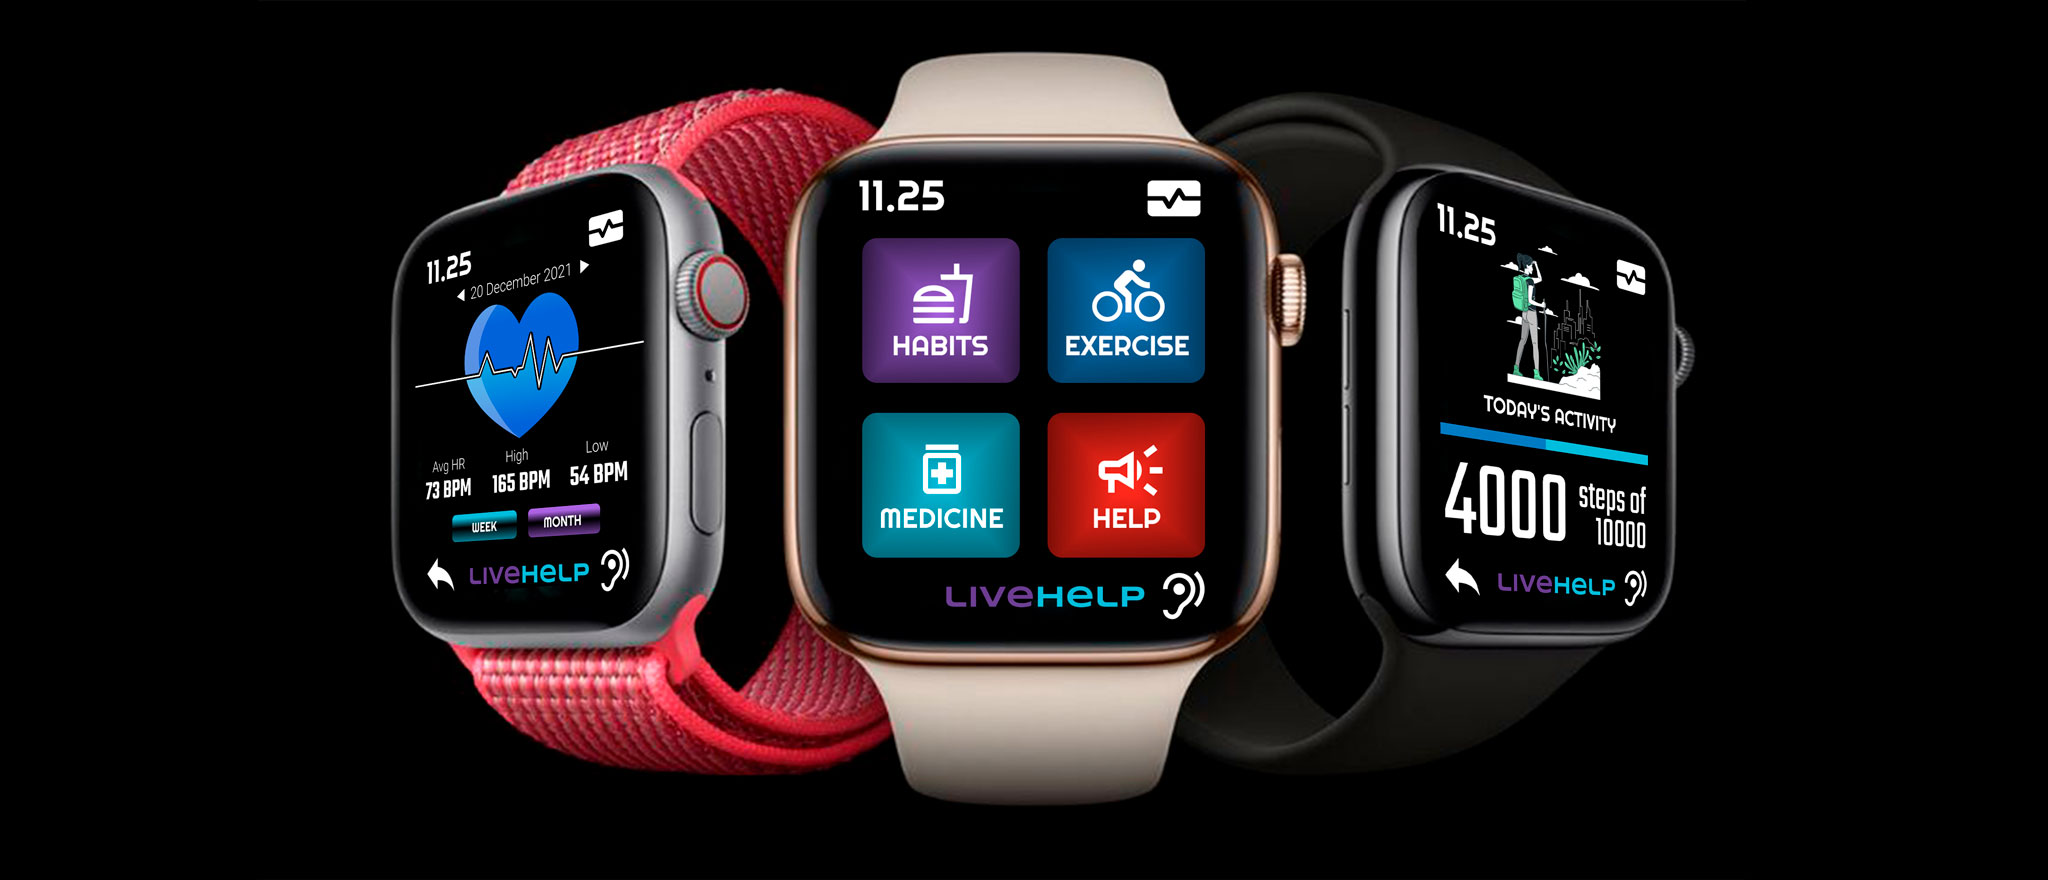 11.25
20 December 2021
Avg HR
73 BPM
High
165 BPM
Low
54 BPM
WEEK
MONTH
LIVEHELP
11.25
HABITS
EXERCISE
MEDICINE
HELP
LIVEHELP
11.25
TODAY'S ACTIVITY
4000 steps of
10000
LIVEHELP